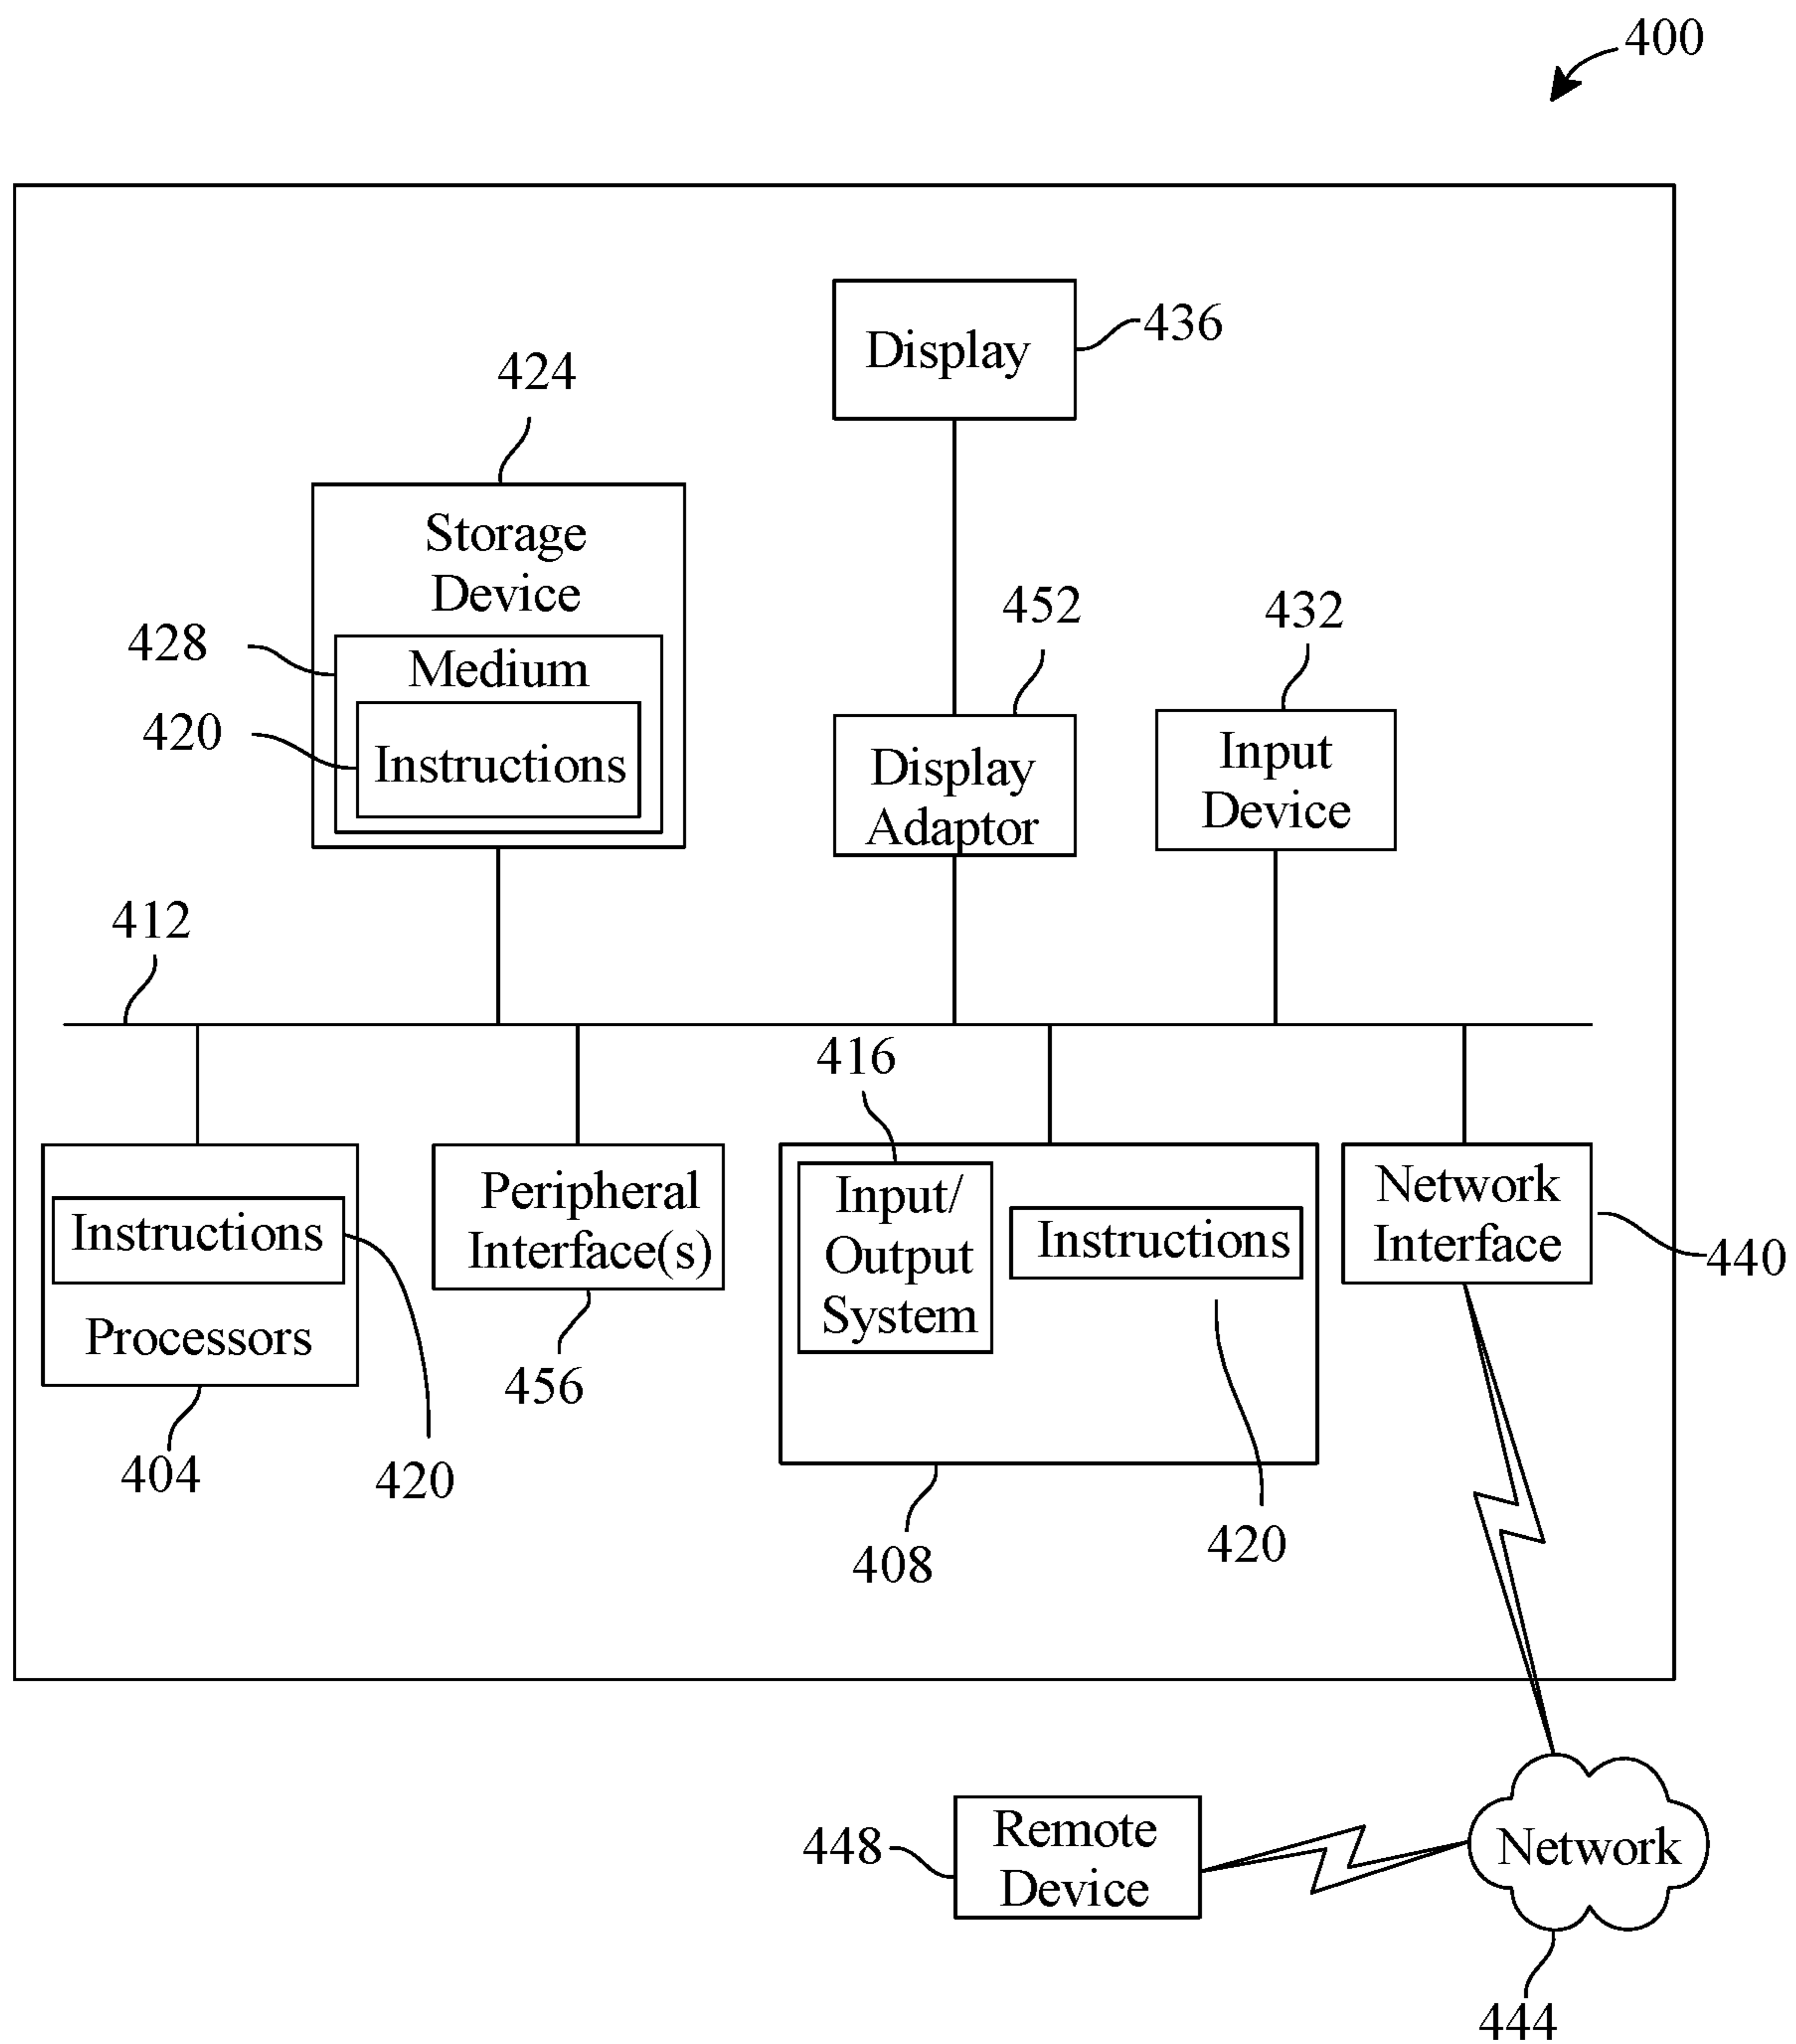 400
Display
436
424
Storage
Device
428
Medium
420
Instructions
452
Display
Adaptor
432
Input
Device
412
416
Instructions
Processors
404
420
Peripheral
Interface(s)
456
Input/
Output
System
Instructions
408
420
Network
Interface
440
448
Remote
Device
Network
444